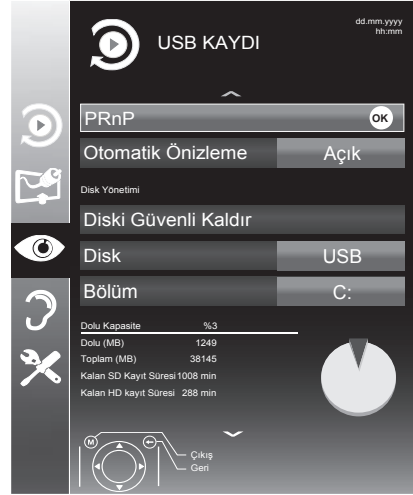 USB KAYDI
dd.mm.yyyy
hh:mm
PRnP OK
Otomatik Önizleme Açık
Disk Yönetimi
Diski Güvenli Kaldır
Disk USB
Bölüm C:
Dolu Kapasite %3
Dolu (MB) 1249
Toplam (MB) 38145
Kalan SD Kayıt Süresi 1008 min
Kalan HD kayıt Süresi 288 min
M
Çıkış
Geri